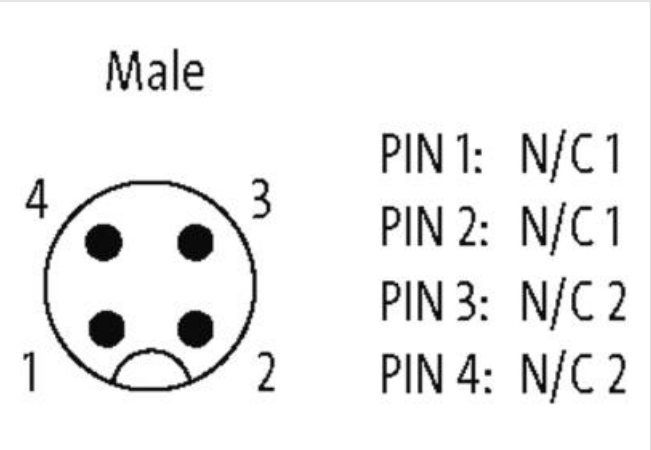 Male
4 3
1 2
PIN 1: N/C 1
PIN 2: N/C 1
PIN 3: N/C 2
PIN 4: N/C 2